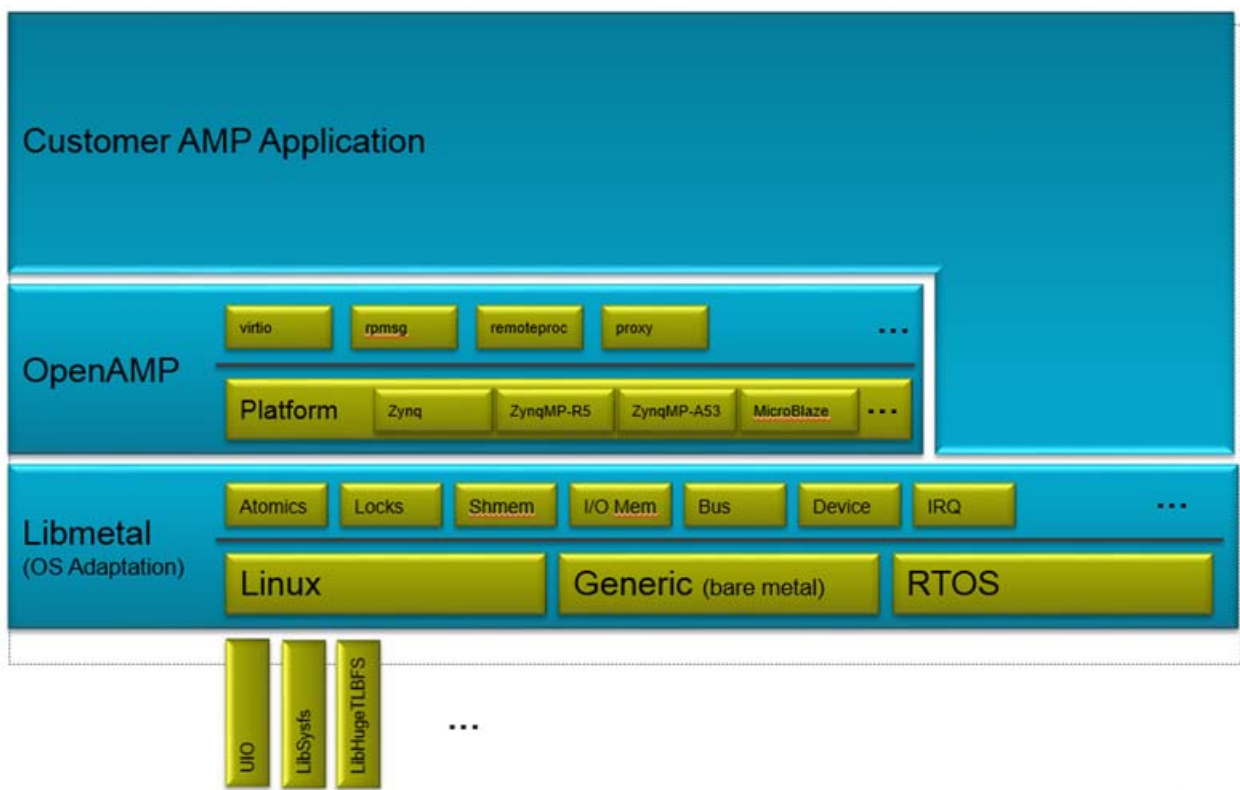 Customer AMP Application
OpenAMP
virtio
rpmsg
remoteproc
proxy
...
Platform
Zynq
ZynqMP-R5
ZynqMP-A53
MicroBlaze
...
Libmetal
(OS Adaptation)
Atomics
Locks
Shmem
I/O Mem
Bus
Device
IRQ
...
Linux
Generic (bare metal)
RTOS
UIO
LibSysfs
LibHugeTLBFS
...